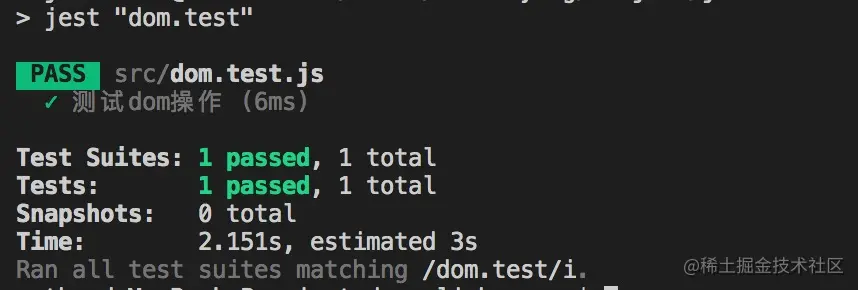 > jest "dom.test"
PASS src/dom.test.js
✓ 测试dom操作 (6ms)
Test Suites: 1 passed, 1 total
Tests: 1 passed, 1 total
Snapshots: 0 total
Time: 2.151s, estimated 3s
Ran all test suites matching /dom.test/i.
@稀土掘金技术社区